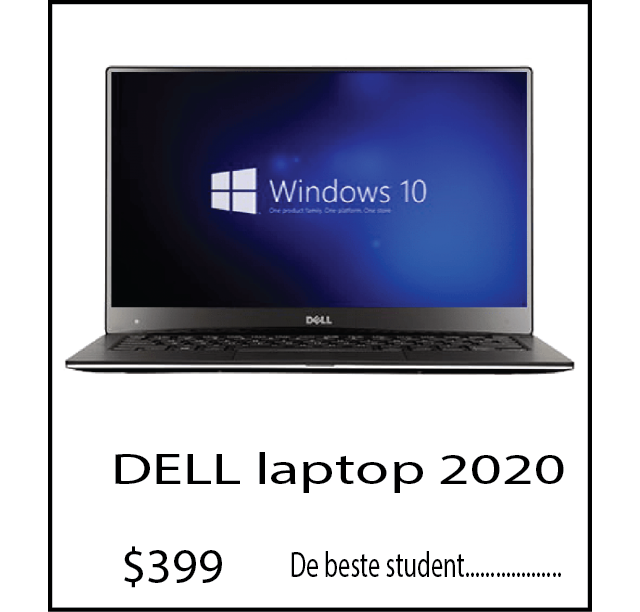 Windows 10
One product family. One platform. One store.
DELL
DELL laptop 2020
$399 De beste student...................